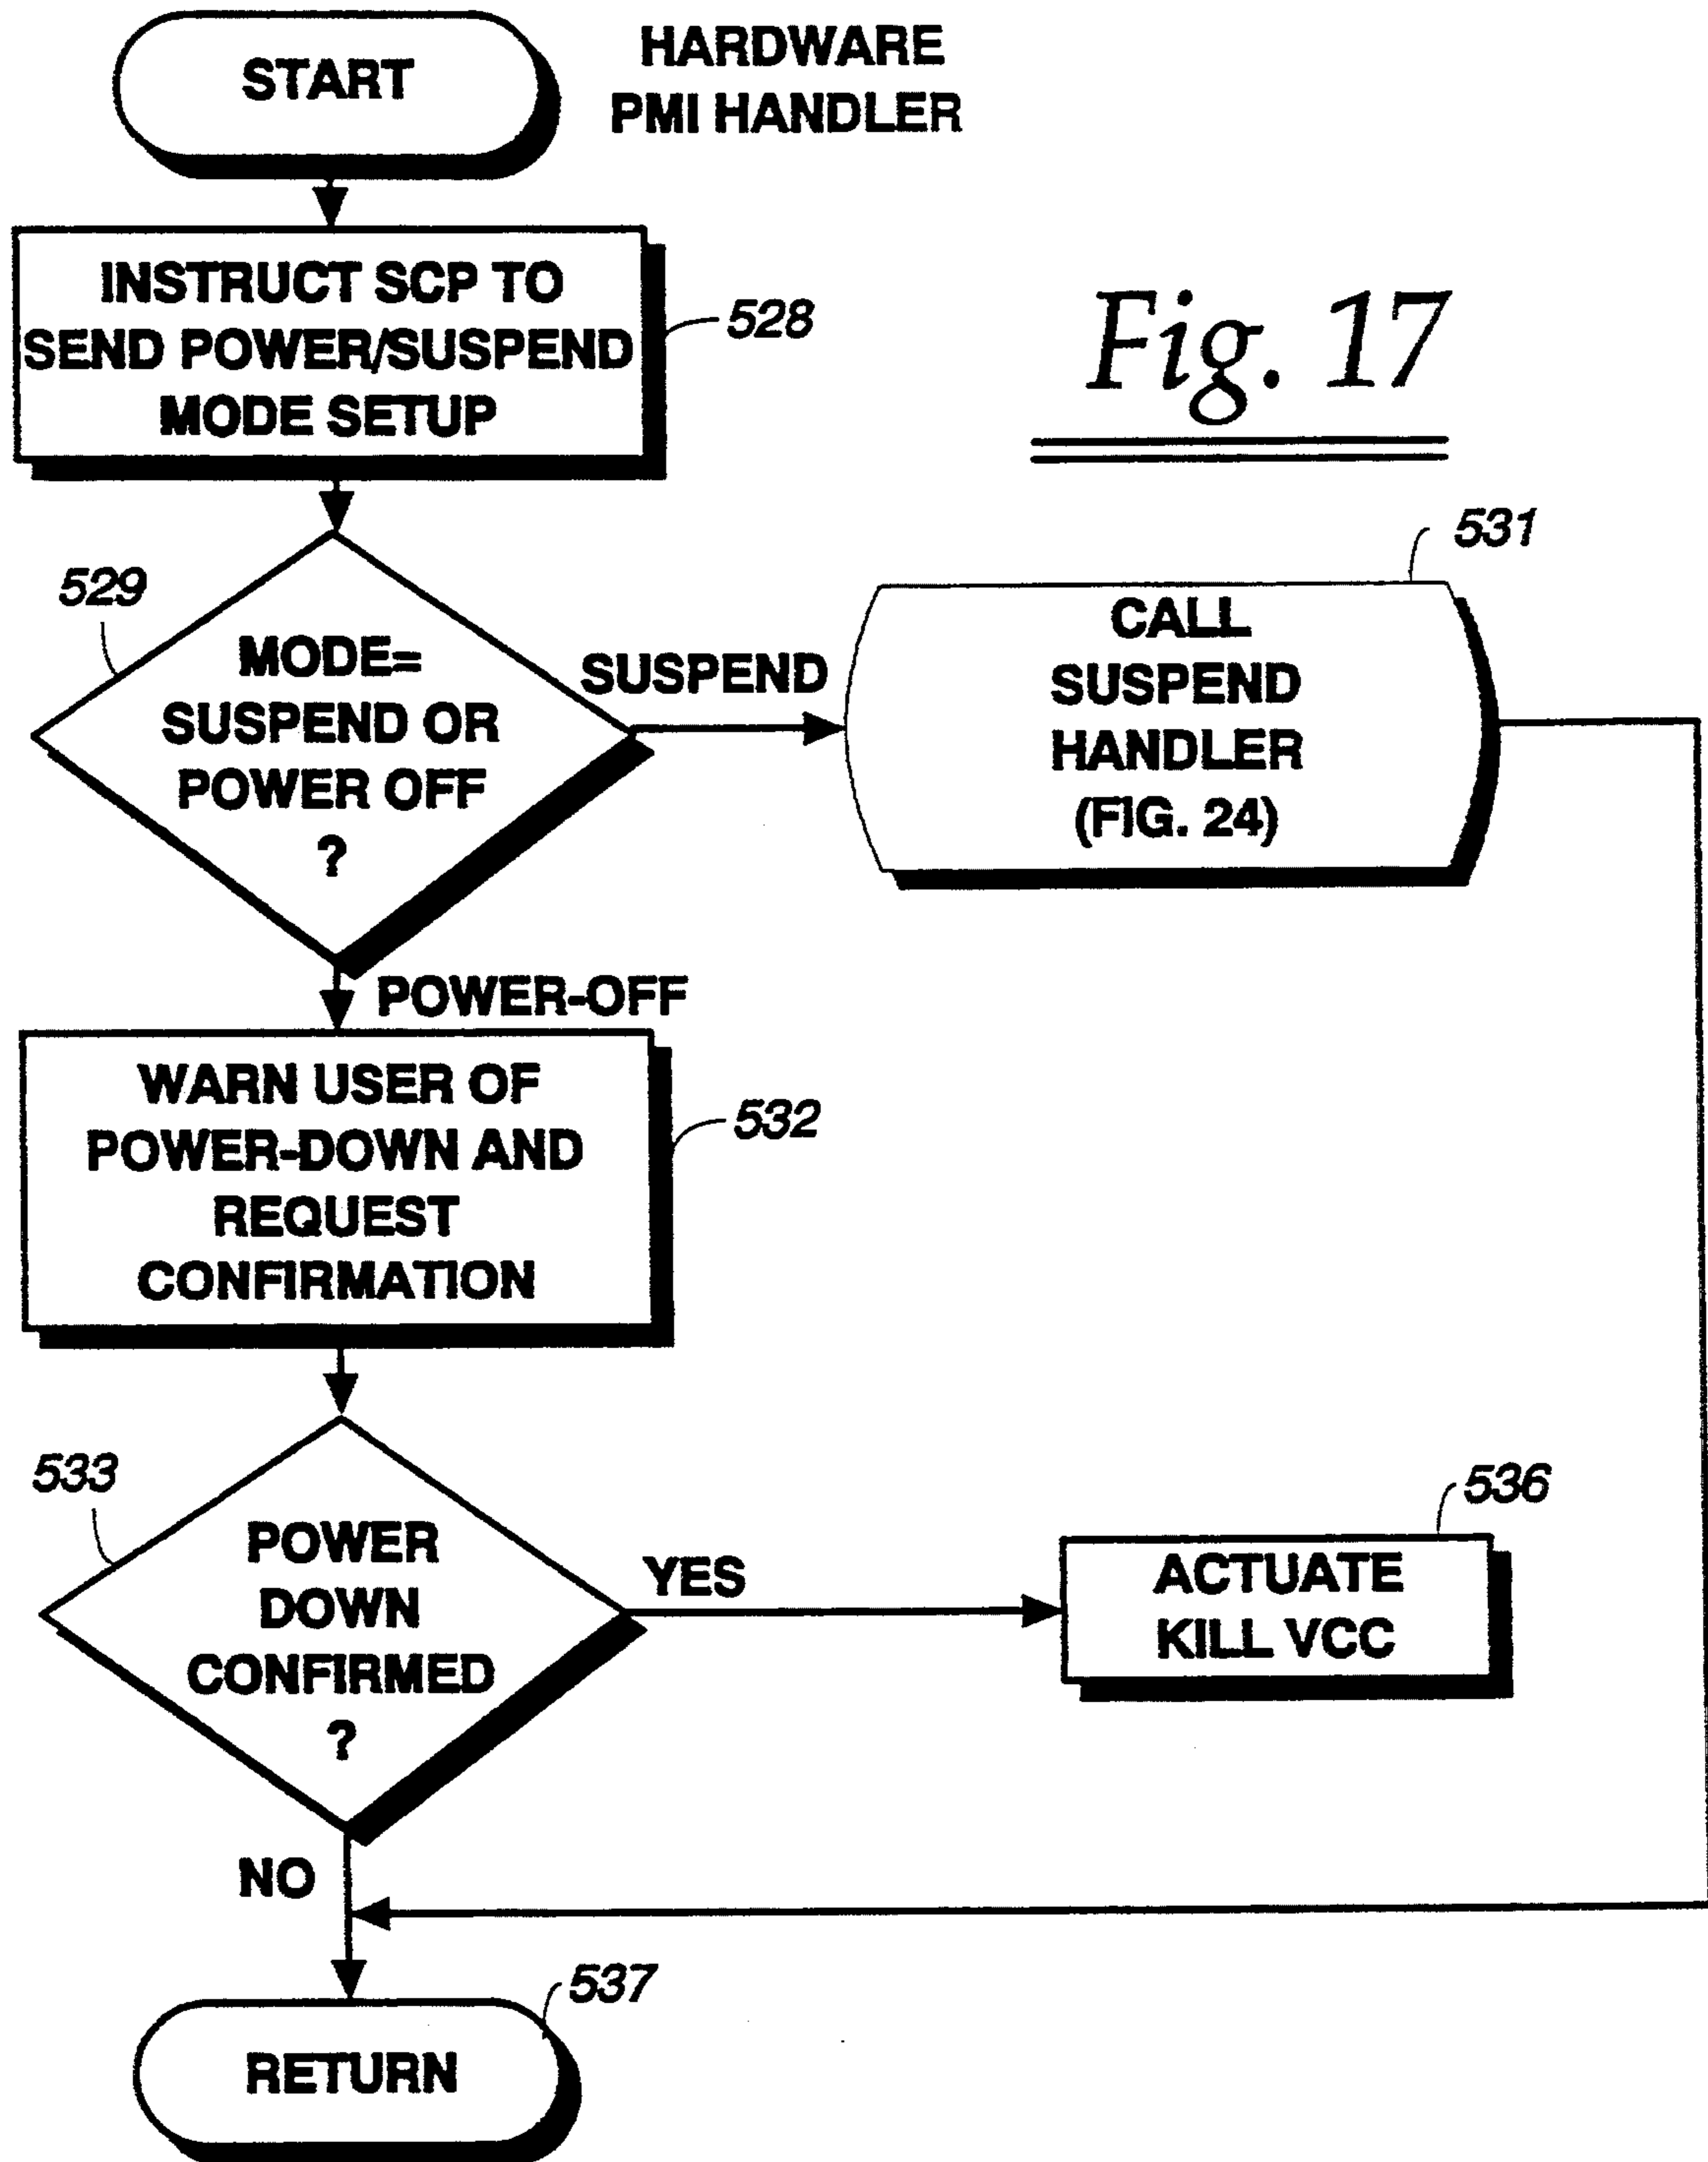 START
HARDWARE
PMI HANDLER
INSTRUCT SCP TO
SEND POWER/SUSPEND
MODE SETUP
528
Fig. 17
529
MODE=
SUSPEND OR
POWER OFF
?
SUSPEND
531
CALL
SUSPEND
HANDLER
(FIG. 24)
POWER-OFF
WARN USER OF
POWER-DOWN AND
REQUEST
CONFIRMATION
532
533
POWER
DOWN
CONFIRMED
?
YES
536
ACTUATE
KILL VCC
NO
537
RETURN